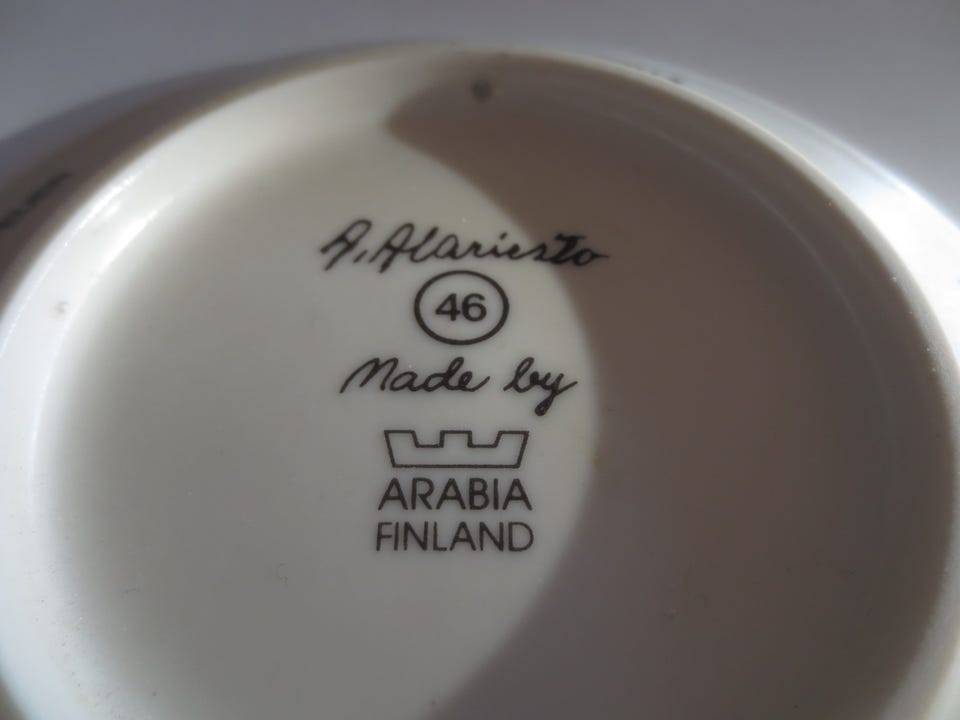 A. Alariesto
46
Made by
ARABIA
FINLAND